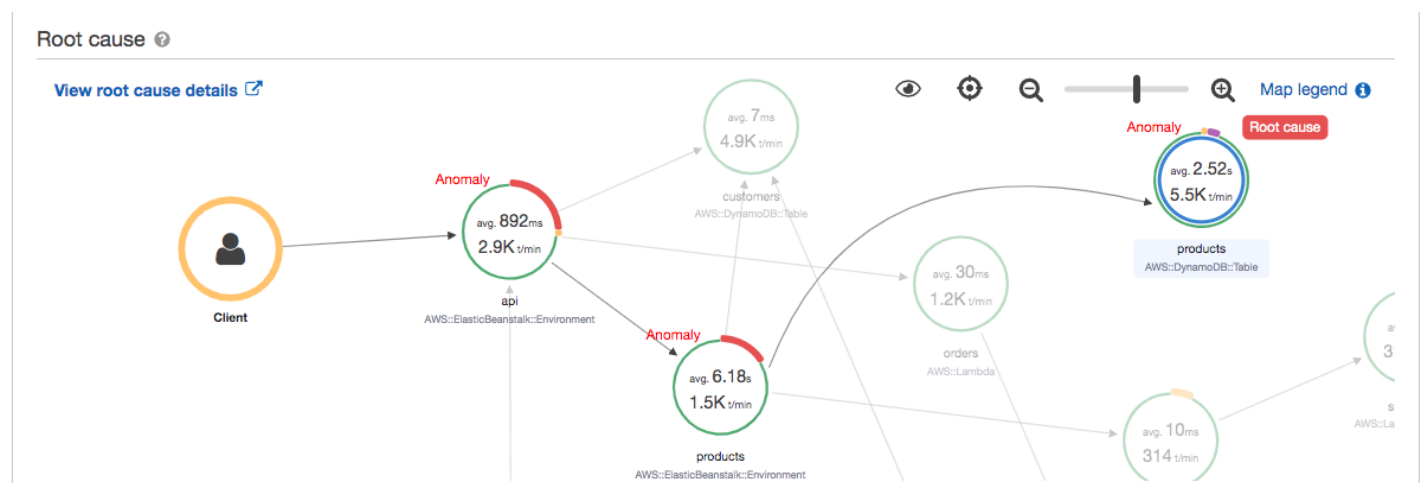 Root cause
View root cause details
Map legend
avg. 7ms
4.9K t/min
customers
AWS::DynamoDB::Table
Anomaly
Root cause
avg. 2.52s
5.5K t/min
products
AWS::DynamoDB::Table
Anomaly
avg. 892ms
2.9K t/min
api
AWS::ElasticBeanstalk::Environment
Client
avg. 30ms
1.2K t/min
orders
AWS::Lambda
Anomaly
avg. 6.18s
1.5K t/min
products
AWS::ElasticBeanstalk::Environment
avg. 10ms
314 t/min